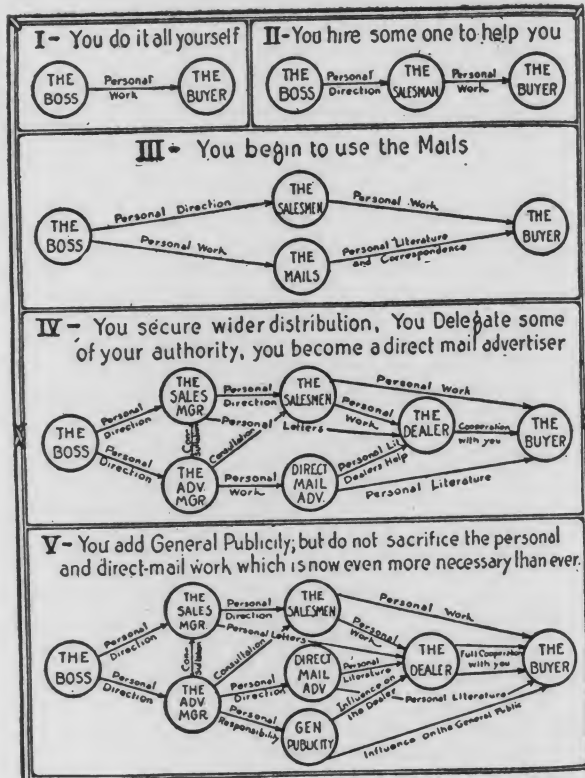 I - You do it all yourself
THE BOSS
Personal Work
THE BUYER
II - You hire some one to help you
THE BOSS
Personal Direction
THE SALESMAN
Personal Work
THE BUYER
III - You begin to use the Mails
THE BOSS
Personal Direction
THE SALESMEN
Personal Work
Personal Work
THE MAILS
Personal Literature
and Correspondence
THE BUYER
IV - You secure wider distribution, You Delegate some
of your authority, you become a direct mail advertiser
THE BOSS
Personal Direction
THE SALES MGR
Personal Direction
THE SALESMEN
Personal Work
Personal Work
Personal Letters
Consultation
Consultation
THE DEALER
Cooperation with you
THE BUYER
Personal Direction
THE ADV. MGR
Personal Work
DIRECT MAIL ADV.
Personal Lit
Dealers Help
Personal Literature
V - You add General Publicity; but do not sacrifice the personal
and direct-mail work which is now even more necessary than ever.
THE BOSS
Personal Direction
THE SALES MGR.
Personal Direction
THE SALESMEN
Personal Work
Personal Work
Personal Letters
Consultation
Consultation
THE DEALER
Full Cooperation with you
THE BUYER
Personal Direction
THE ADV MGR
Personal Direction
DIRECT MAIL ADV
Personal Literature
Personal Literature
Personal Responsibility
GEN PUBLICITY
Influence on the Dealer
Influence On the General Public